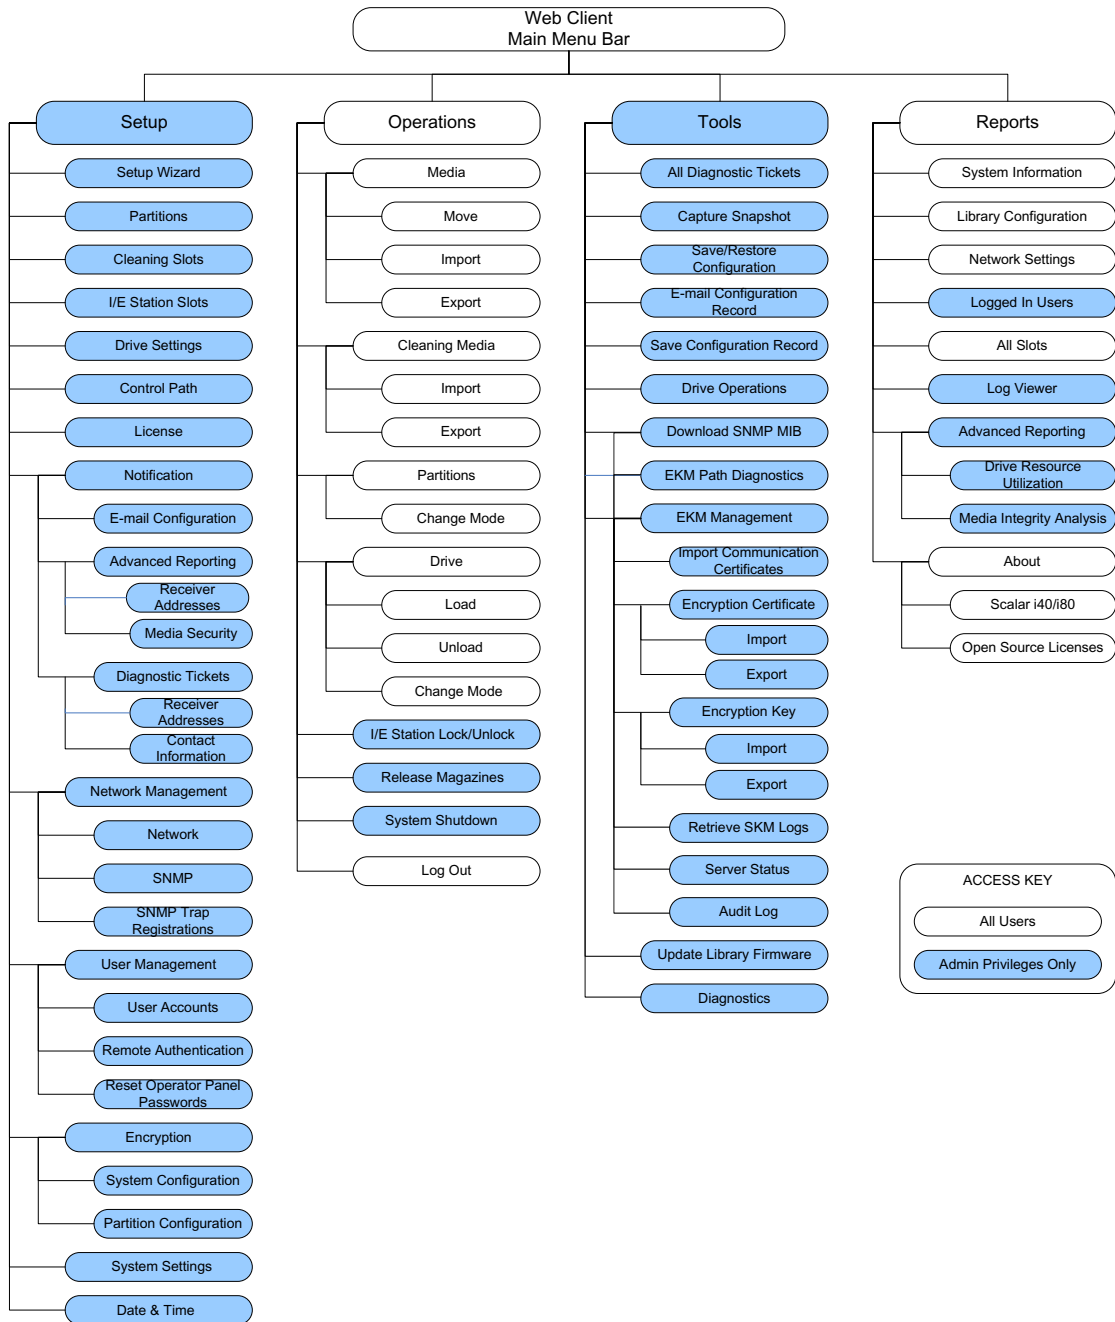 Web Client
Main Menu Bar
Setup
Setup Wizard
Partitions
Cleaning Slots
I/E Station Slots
Drive Settings
Control Path
License
Notification
E-mail Configuration
Advanced Reporting
Receiver
Addresses
Media Security
Diagnostic Tickets
Receiver
Addresses
Contact
Information
Network Management
Network
SNMP
SNMP Trap
Registrations
User Management
User Accounts
Remote Authentication
Reset Operator Panel
Passwords
Encryption
System Configuration
Partition Configuration
System Settings
Date & Time
Operations
Media
Move
Import
Export
Cleaning Media
Import
Export
Partitions
Change Mode
Drive
Load
Unload
Change Mode
I/E Station Lock/Unlock
Release Magazines
System Shutdown
Log Out
Tools
All Diagnostic Tickets
Capture Snapshot
Save/Restore
Configuration
E-mail Configuration
Record
Save Configuration Record
Drive Operations
Download SNMP MIB
EKM Path Diagnostics
EKM Management
Import Communication
Certificates
Encryption Certificate
Import
Export
Encryption Key
Import
Export
Retrieve SKM Logs
Server Status
Audit Log
Update Library Firmware
Diagnostics
Reports
System Information
Library Configuration
Network Settings
Logged In Users
All Slots
Log Viewer
Advanced Reporting
Drive Resource
Utilization
Media Integrity Analysis
About
Scalar i40/i80
Open Source Licenses
ACCESS KEY
All Users
Admin Privileges Only